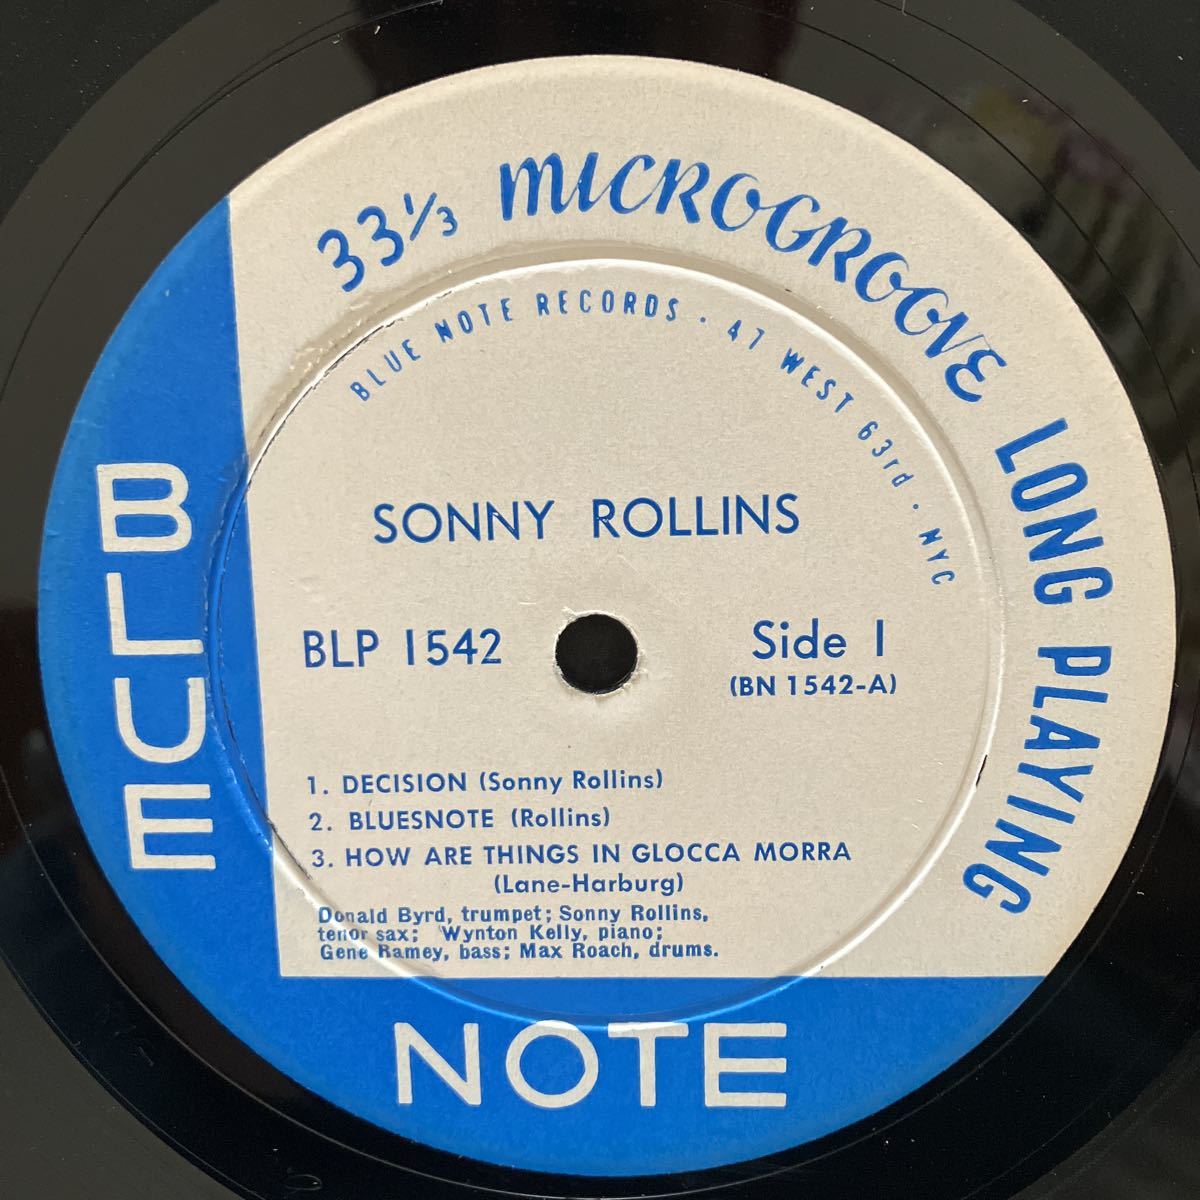 33⅓ MICROGROOVE LONG PLAYING
BLUE NOTE RECORDS · 47 WEST 63rd · NYC
SONNY ROLLINS
BLP 1542
Side 1
(BN 1542-A)
1. DECISION (Sonny Rollins)
2. BLUESNOTE (Rollins)
3. HOW ARE THINGS IN GLOCCA MORRA
(Lane-Harburg)
Donald Byrd, trumpet; Sonny Rollins,
tenor sax; Wynton Kelly, piano;
Gene Ramey, bass; Max Roach, drums.
BLUE
NOTE